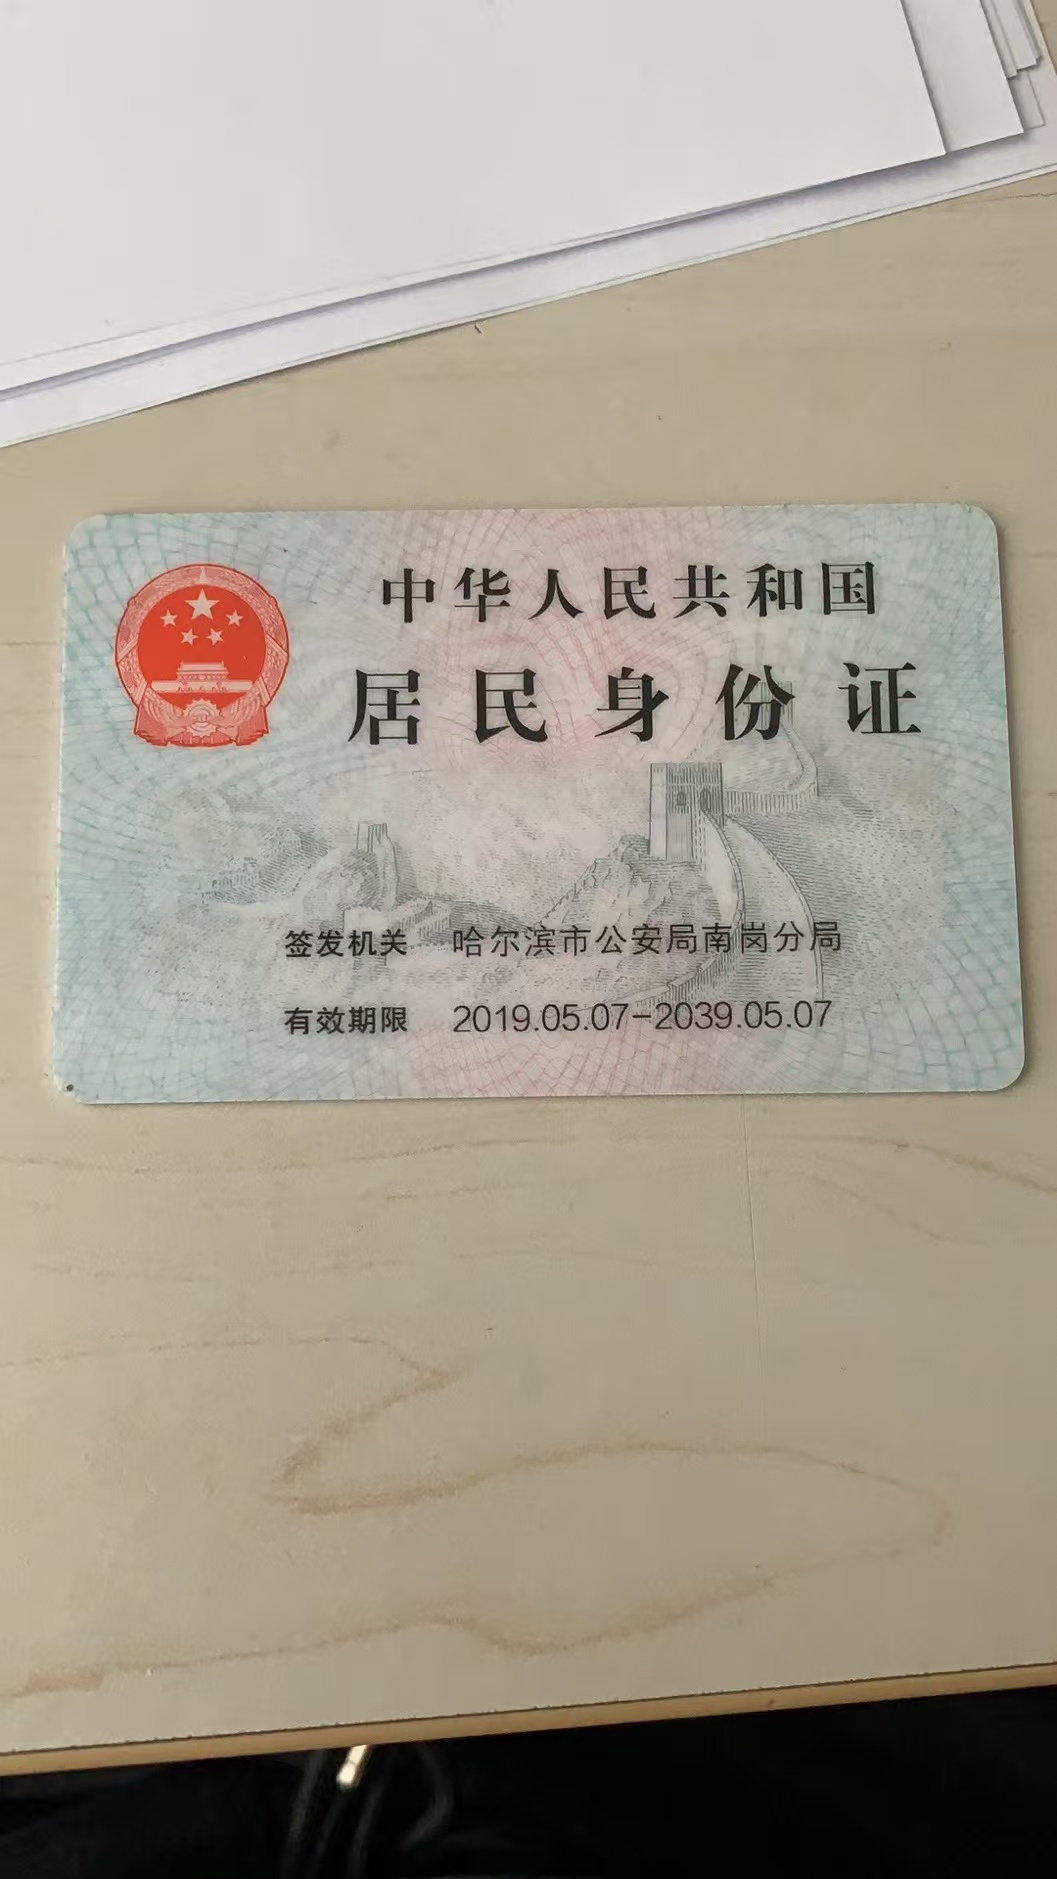 中华人民共和国
居民身份证
签发机关 哈尔滨市公安局南岗分局
有效期限 2019.05.07-2039.05.07